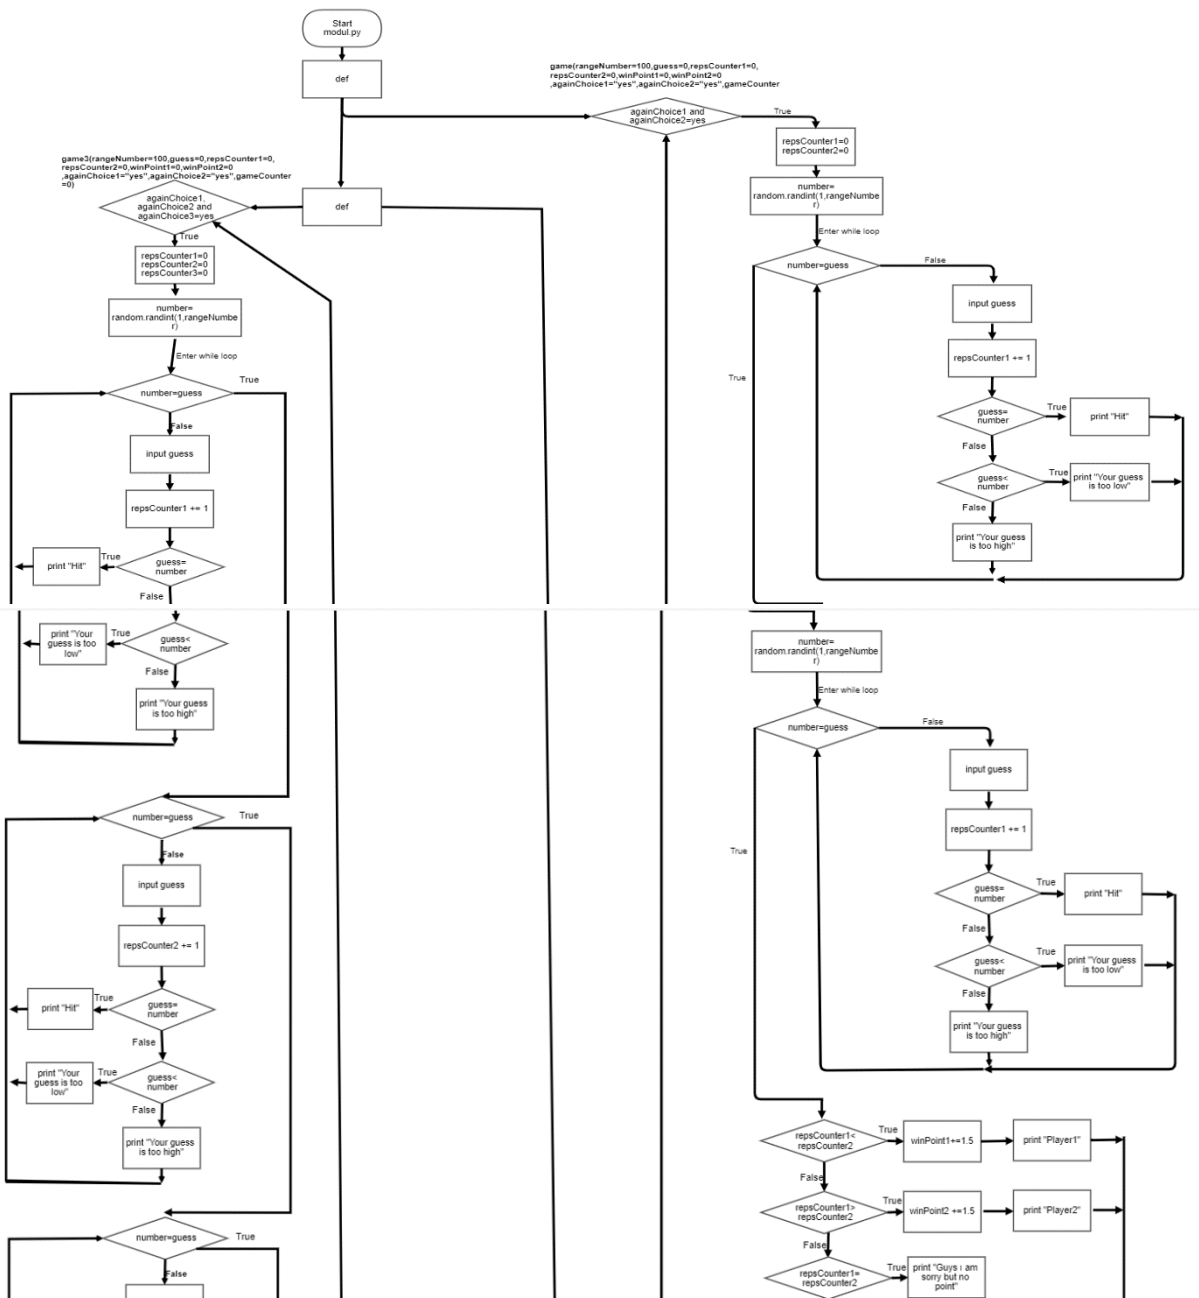 Start
modul.py
def
game(rangeNumber=100,guess=0,repsCounter1=0,
repsCounter2=0,winPoint1=0,winPoint2=0
,againChoice1="yes",againChoice2="yes",gameCounter
againChoice1 and
againChoice2=yes
True
repsCounter1=0
repsCounter2=0
number=
random.randint(1,rangeNumbe
r)
Enter while loop
number=guess
False
input guess
repsCounter1 += 1
guess=
number
True
print "Hit"
False
guess<
number
True
print "Your guess
is too low"
False
print "Your guess
is too high"
True
def
game3(rangeNumber=100,guess=0,repsCounter1=0,
repsCounter2=0,winPoint1=0,winPoint2=0
,againChoice1="yes",againChoice2="yes",gameCounter
=0)
againChoice1,
againChoice2 and
againChoice3=yes
True
repsCounter1=0
repsCounter2=0
repsCounter3=0
number=
random.randint(1,rangeNumbe
r)
Enter while loop
number=guess
True
False
input guess
repsCounter1 += 1
guess=
number
True
print "Hit"
False
guess<
number
True
print "Your
guess is too
low"
False
print "Your guess
is too high"
number=guess
True
False
input guess
repsCounter2 += 1
guess=
number
True
print "Hit"
False
guess<
number
True
print "Your
guess is too
low"
False
print "Your guess
is too high"
number=guess
True
False
number=
random.randint(1,rangeNumbe
r)
Enter while loop
number=guess
False
input guess
repsCounter1 += 1
guess=
number
True
print "Hit"
False
guess<
number
True
print "Your guess
is too low"
False
print "Your guess
is too high"
True
repsCounter1<
repsCounter2
True
winPoint1+=1.5
print "Player1"
False
repsCounter1>
repsCounter2
True
winPoint2 +=1.5
print "Player2"
False
repsCounter1=
repsCounter2
True
print "Guys i am
sorry but no
point"